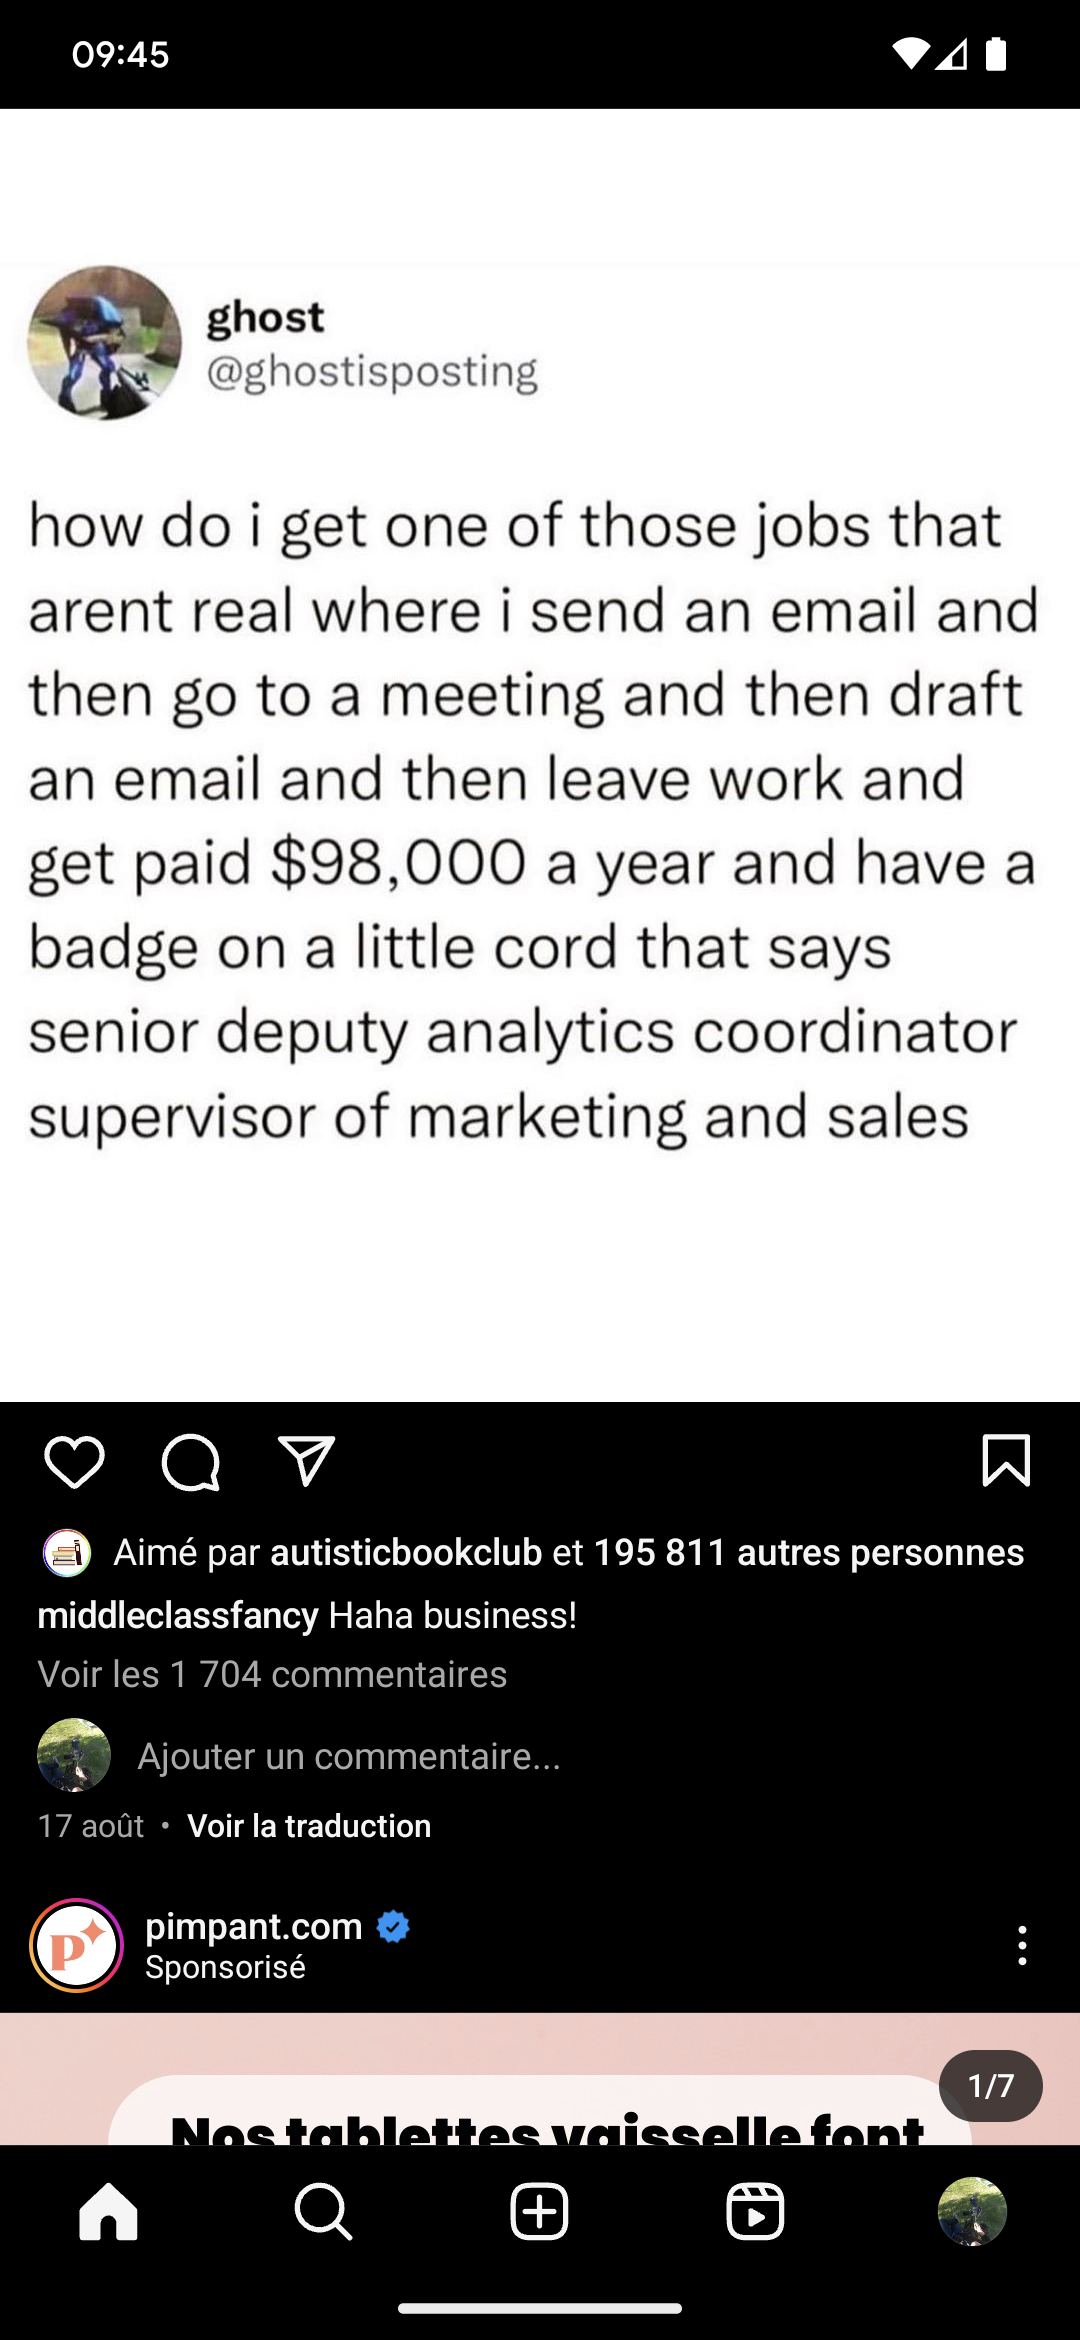 09:45
ghost
@ghostisposting
how do i get one of those jobs that
arent real where i send an email and
then go to a meeting and then draft
an email and then leave work and
get paid $98,000 a year and have a
badge on a little cord that says
senior deputy analytics coordinator
supervisor of marketing and sales
Aimé par autisticbookclub et 195 811 autres personnes
middleclassfancy Haha business!
Voir les 1 704 commentaires
Ajouter un commentaire...
17 août • Voir la traduction
p
pimpant.com
Sponsorisé
1/7
Nos tablettes vaisselle font